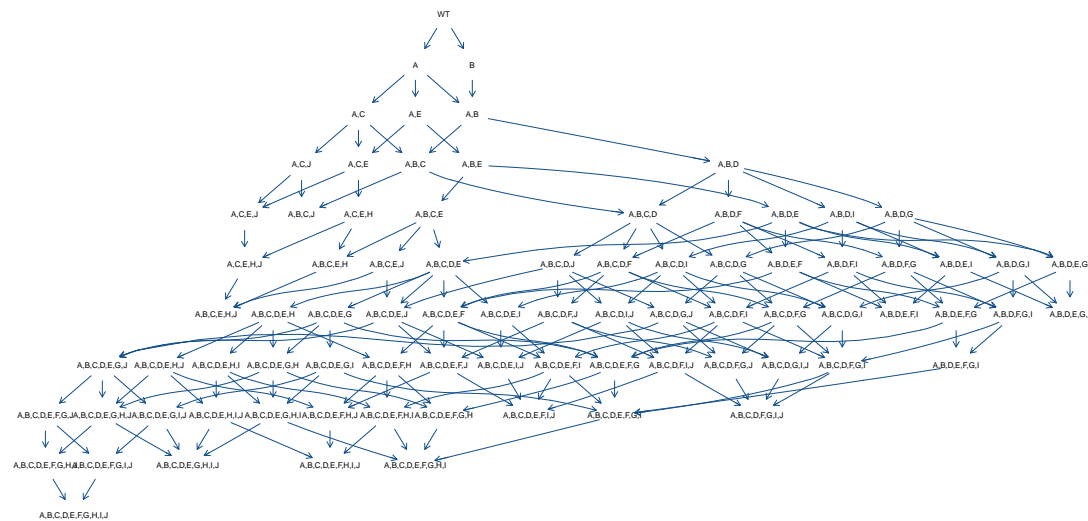 WT
A B
A,C A,E A,B
A,C,J A,C,E A,B,C A,B,E A,B,D
A,C,E,J A,B,C,J A,C,E,H A,B,C,E A,B,C,D A,B,D,F A,B,D,E A,B,D,I A,B,D,G
A,C,E,H,J A,B,C,E,H A,B,C,E,J A,B,C,D,E A,B,C,D,J A,B,C,D,F A,B,C,D,I A,B,C,D,G A,B,D,E,F A,B,D,F,I A,B,D,F,G A,B,D,E,I A,B,D,G,I A,B,D,E,G
A,B,C,E,H,J A,B,C,D,E,H A,B,C,D,E,G A,B,C,D,E,J A,B,C,D,E,F A,B,C,D,E,I A,B,C,D,F,J A,B,C,D,I,J A,B,C,D,G,J A,B,C,D,F,I A,B,C,D,F,G A,B,C,D,G,I A,B,D,E,F,I A,B,D,E,F,G A,B,D,F,G,I A,B,D,E,G,
A,B,C,D,E,G,J A,B,C,D,E,H,J A,B,C,D,E,H,I A,B,C,D,E,G,H A,B,C,D,E,G,I A,B,C,D,E,F,H A,B,C,D,E,F,J A,B,C,D,E,I,J A,B,C,D,E,F,I A,B,C,D,E,F,G A,B,C,D,F,I,J A,B,C,D,F,G,J A,B,C,D,G,I,J A,B,C,D,F,G,I A,B,D,E,F,G,I
A,B,C,D,E,F,G,J A,B,C,D,E,G,H,J A,B,C,D,E,G,I,J A,B,C,D,E,H,I,J A,B,C,D,E,G,H,I A,B,C,D,E,F,H,J A,B,C,D,E,F,H,I A,B,C,D,E,F,G,H A,B,C,D,E,F,I,J A,B,C,D,E,F,G,I A,B,C,D,F,G,I,J
A,B,C,D,E,F,G,H,J A,B,C,D,E,F,G,I,J A,B,C,D,E,G,H,I,J A,B,C,D,E,F,H,I,J A,B,C,D,E,F,G,H,I
A,B,C,D,E,F,G,H,I,J